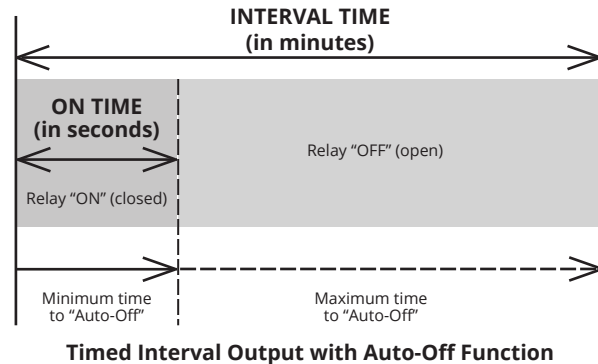 INTERVAL TIME
(in minutes)
ON TIME
(in seconds)
Relay “OFF” (open)
Relay “ON” (closed)
Minimum time
to “Auto-Off”
Maximum time
to “Auto-Off”
Timed Interval Output with Auto-Off Function